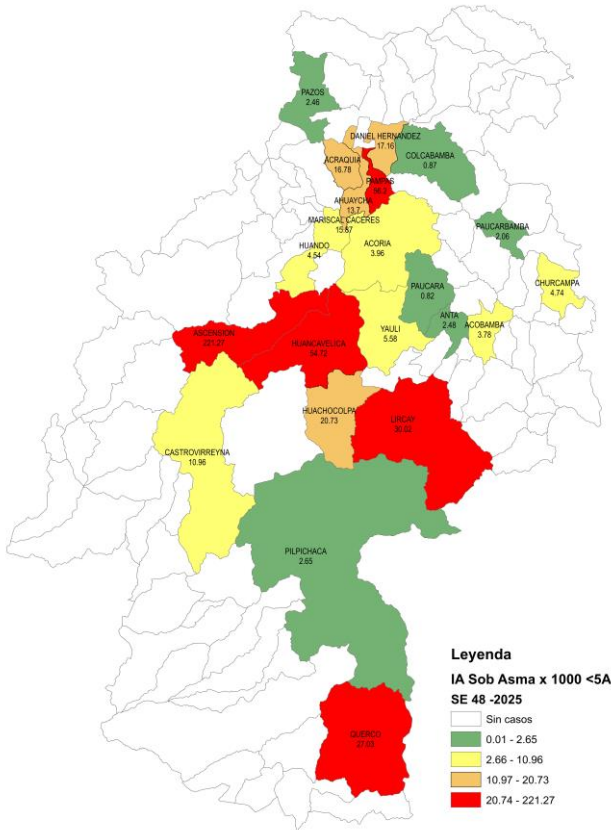 PAZOS
2.46
DANIEL HERNANDEZ
17.16
COLCABAMBA
0.87
ACRAQUIA
16.78
PAMPAS
AHUAYCHA
13.7
MARISCAL CACERES
15.87
PAUCARBAMBA
2.06
HUANDO
4.54
ACORIA
3.96
CHURCAMPA
4.74
PAUCARA
0.82
ANTA
2.48
ACOBAMBA
3.78
YAULI
5.58
ASCENSION
221.27
HUANCAVELICA
54.72
HUACHOCOLPA
20.73
LIRCAY
30.02
CASTROVIRREYNA
10.96
PILPICHACA
2.65
QUERCO
27.03
Leyenda
IA Sob Asma x 1000 <5A
SE 48 -2025
Sin casos
0.01 - 2.65
2.66 - 10.96
10.97 - 20.73
20.74 - 221.27